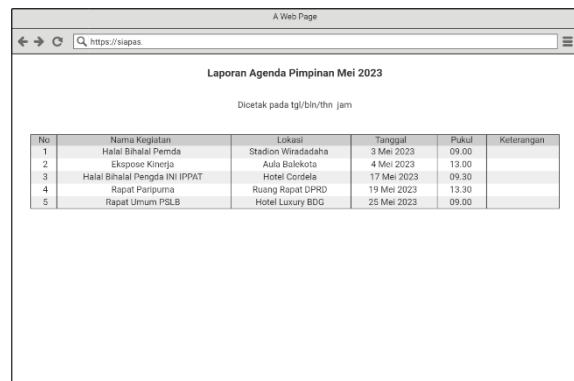 A Web Page
https://siapas.
Laporan Agenda Pimpinan Mei 2023
Dicetak pada tgl/bln/thn jam
No Nama Kegiatan Lokasi Tanggal Pukul Keterangan
1 Halal Bihalal Pemda Stadion Wiradadaha 3 Mei 2023 09.00
2 Ekspose Kinerja Aula Balekota 4 Mei 2023 13.00
3 Halal Bihalal Pengda INI IPPAT Hotel Cordela 17 Mei 2023 09.30
4 Rapat Paripurna Ruang Rapat DPRD 19 Mei 2023 13.30
5 Rapat Umum PSLB Hotel Luxury BDG 25 Mei 2023 09.00